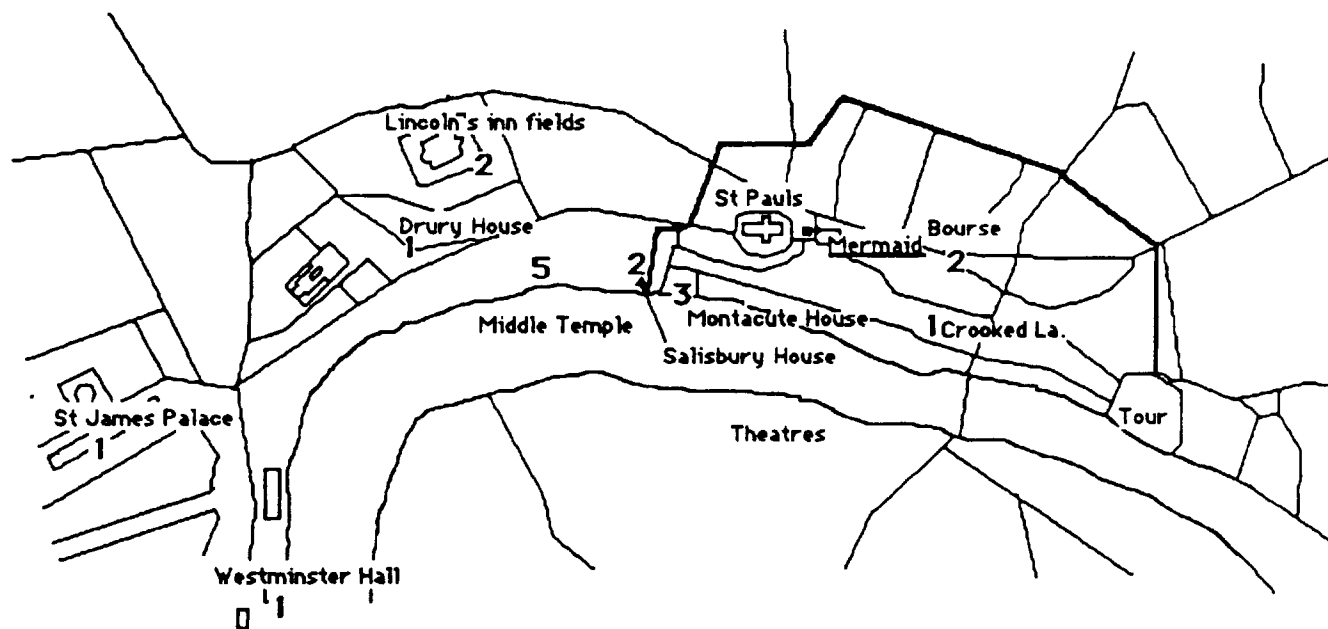 Lincoln's inn fields
2
St Pauls
Drury House
1
Bourse
Mermaid
2
2
5
3
Middle Temple
Montacute House
1 Crooked La.
Salisbury House
St James Palace
1
Tour
Theatres
Westminster Hall
1